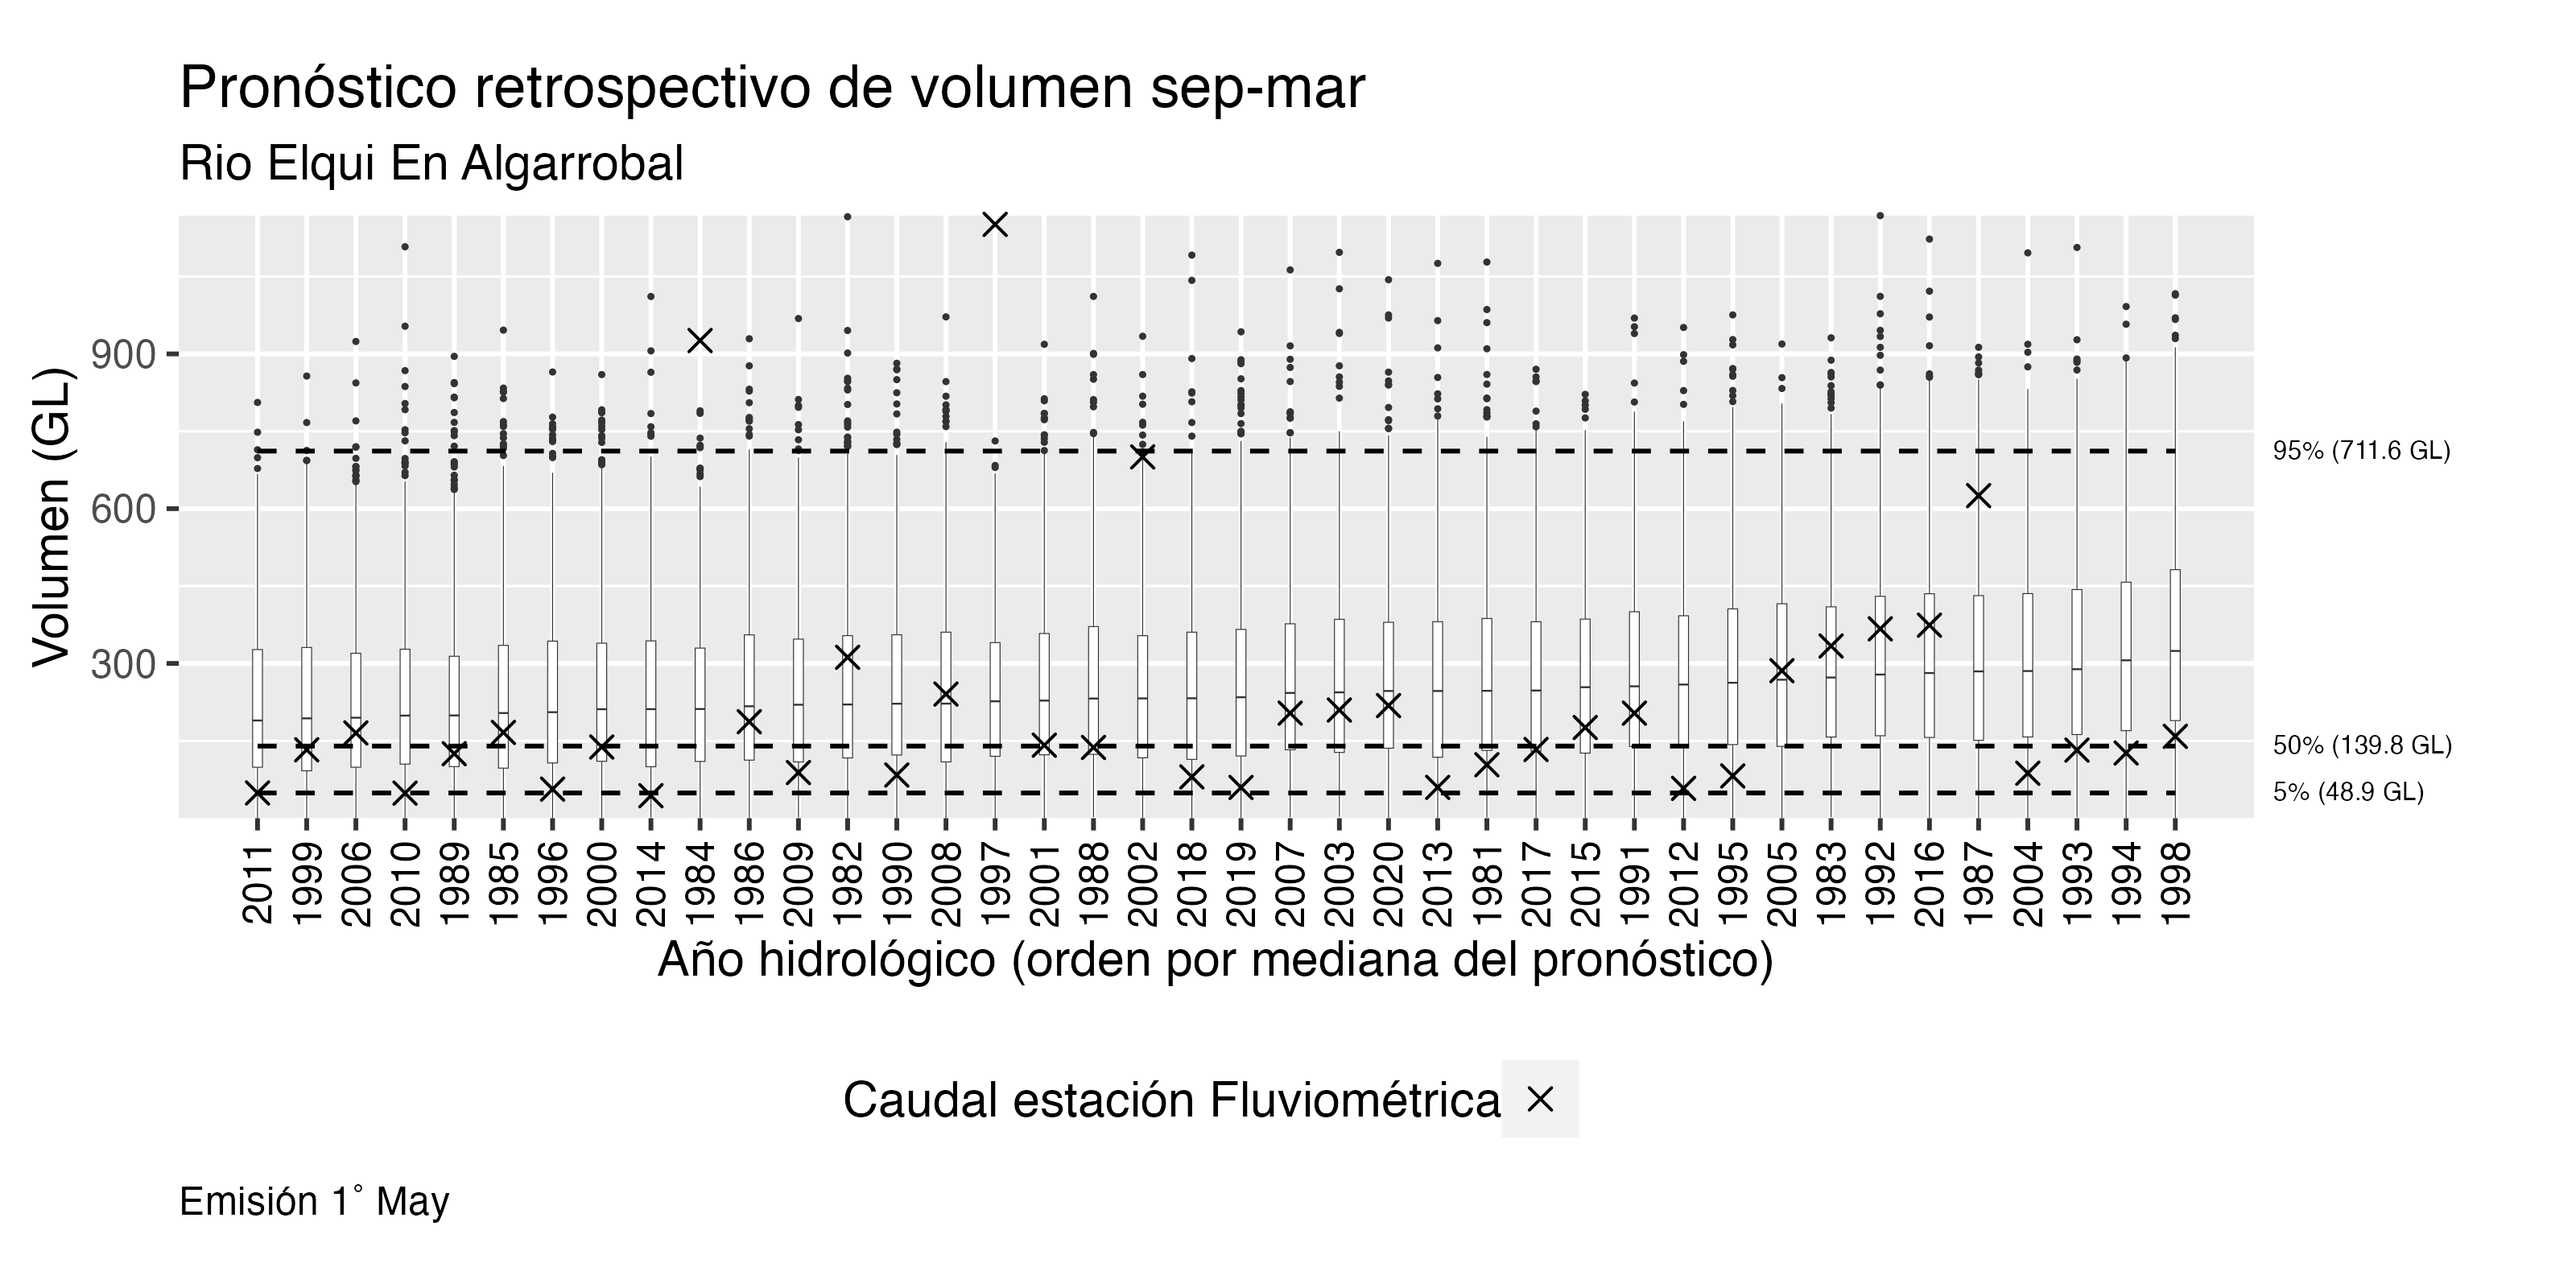 Pronóstico retrospectivo de volumen sep-mar
Rio Elqui En Algarrobal
Volumen (GL)
900
600
300
95% (711.6 GL)
50% (139.8 GL)
5% (48.9 GL)
2011 1999 2006 2010 1989 1985 1996 2000 2014 1984 1986 2009 1982 1990 2008 1997 2001 1988 2002 2018 2019 2007 2003 2020 2013 1981 2017 2015 1991 2012 1995 2005 1983 1992 2016 1987 2004 1993 1994 1998
Año hidrológico (orden por mediana del pronóstico)
Caudal estación Fluviométrica
Emisión 1° May